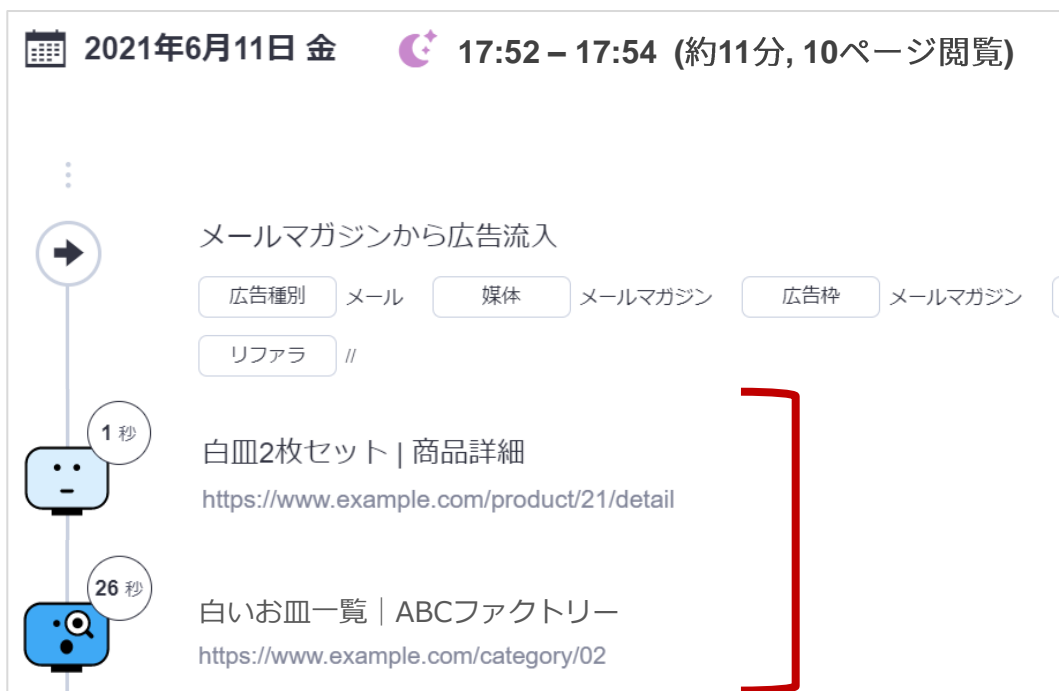 2021年6月11日 金 17:52 – 17:54 (約11分, 10ページ閲覧)
メールマガジンから広告流入
広告種別 メール 媒体 メールマガジン 広告枠 メールマガジン
リファラ //
1 秒
白皿2枚セット | 商品詳細
https://www.example.com/product/21/detail
26 秒
白いお皿一覧｜ABCファクトリー
https://www.example.com/category/02